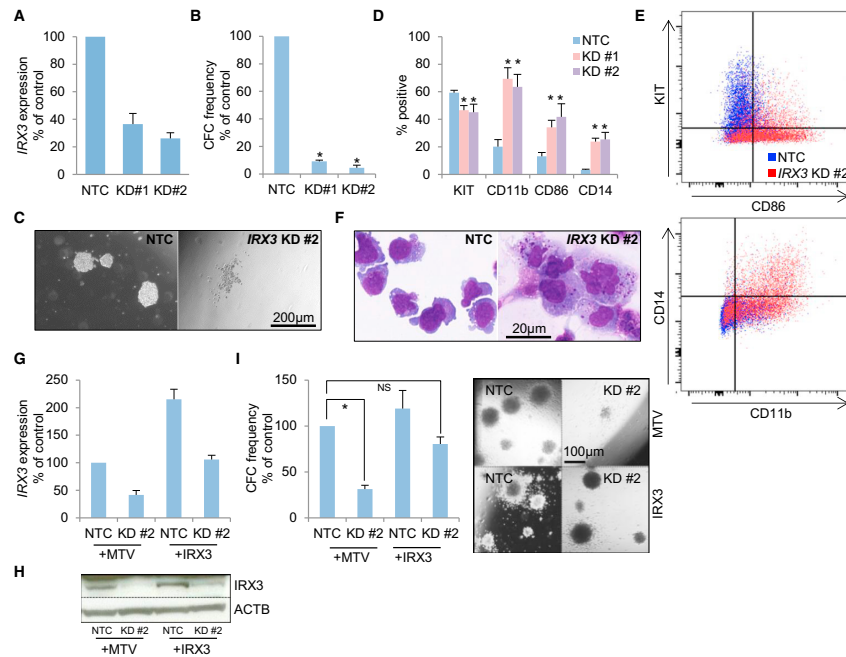 A
IRX3 expression
% of control
100
80
60
40
20
0
NTC KD#1 KD#2
B
CFC frequency
% of control
100
80
60
40
20
0
*
*
NTC KD#1 KD#2
D
NTC
KD #1
KD #2
% positive
100
80
60
40
20
0
* *
* *
* *
* *
KIT CD11b CD86 CD14
E
KIT
NTC
IRX3 KD #2
CD86
CD14
CD11b
C
NTC
IRX3 KD #2
200µm
F
NTC
IRX3 KD #2
20µm
G
IRX3 expression
% of control
250
200
150
100
50
0
NTC KD #2 NTC KD #2
+MTV +IRX3
I
CFC frequency
% of control
150
100
50
0
NS
*
NTC KD #2 NTC KD #2
+MTV +IRX3
NTC
KD #2
MTV
100µm
NTC
KD #2
IRX3
H
IRX3
ACTB
NTC KD #2 NTC KD #2
+MTV +IRX3